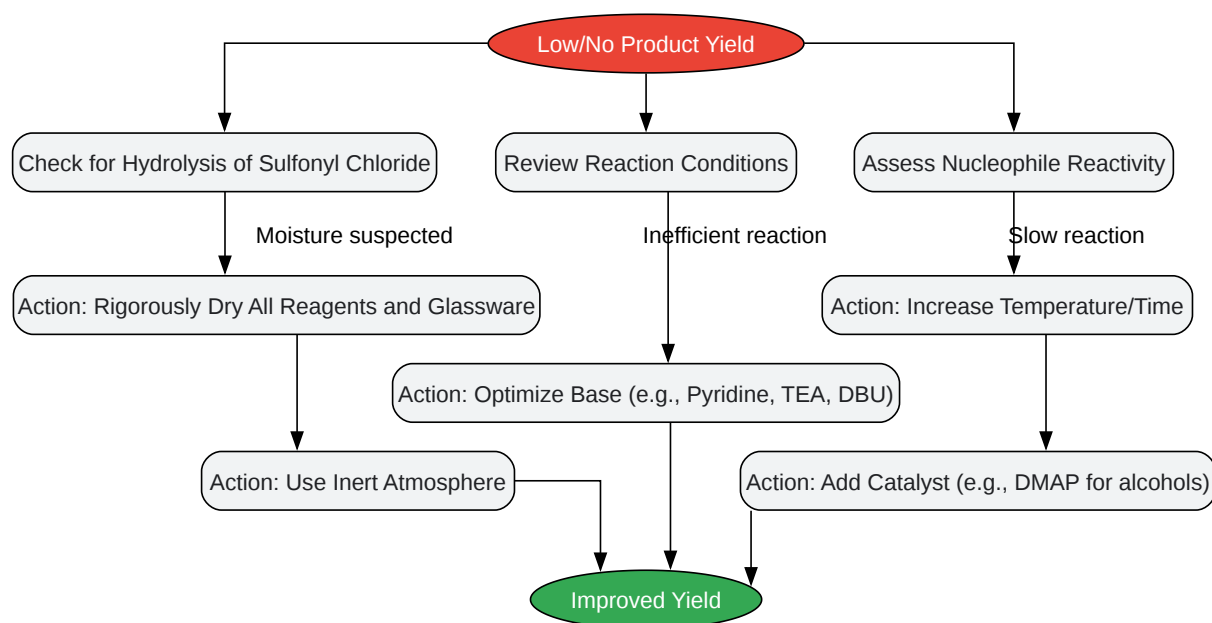 Low/No Product Yield
Check for Hydrolysis of Sulfonyl Chloride
Review Reaction Conditions
Assess Nucleophile Reactivity
Moisture suspected
Inefficient reaction
Slow reaction
Action: Rigorously Dry All Reagents and Glassware
Action: Increase Temperature/Time
Action: Optimize Base (e.g., Pyridine, TEA, DBU)
Action: Use Inert Atmosphere
Action: Add Catalyst (e.g., DMAP for alcohols)
Improved Yield